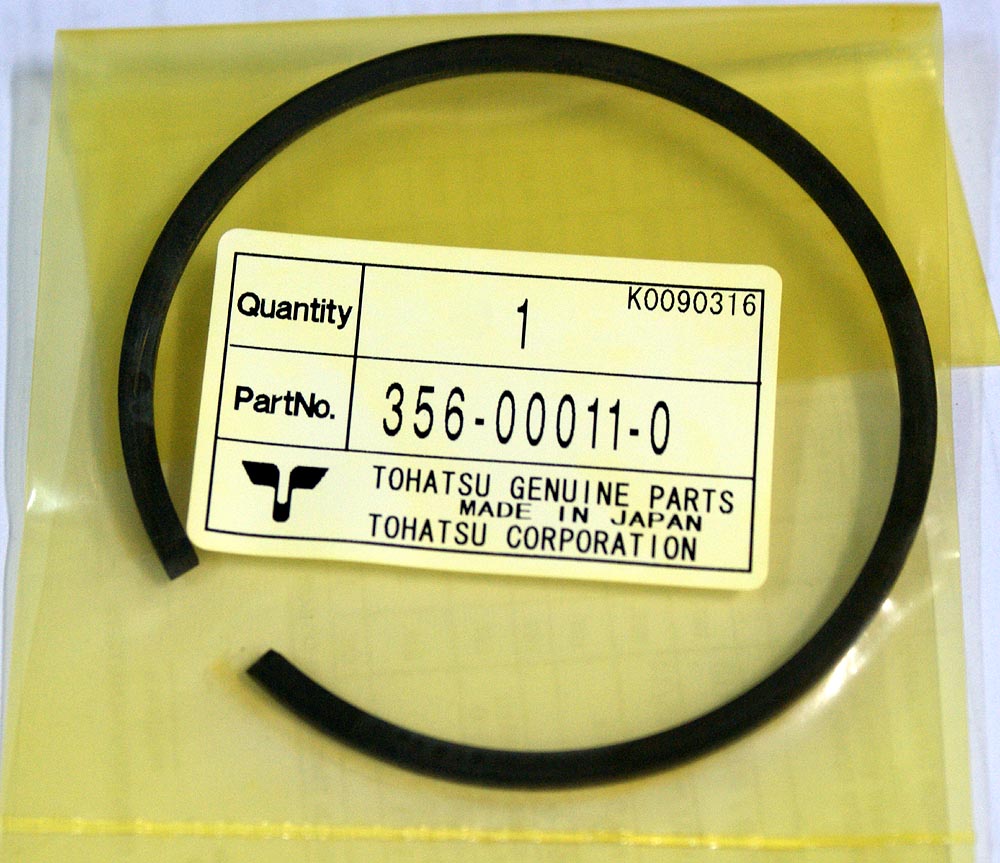 K0090316
Quantity 1
PartNo. 356-00011-0
TOHATSU GENUINE PARTS
MADE IN JAPAN
TOHATSU CORPORATION